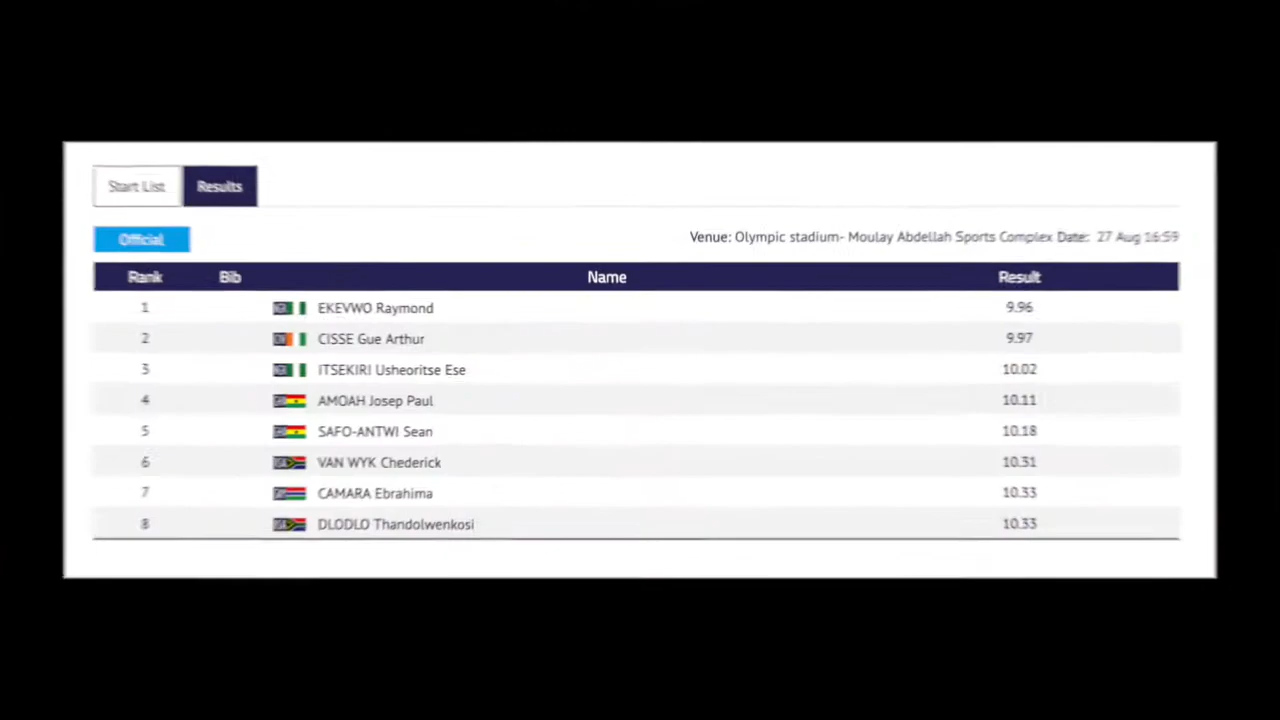 Start List Results
Official Venue: Olympic stadium- Moulay Abdellah Sports Complex Date: 27 Aug 16:59
Rank Bib Name Result
1 EKEVWO Raymond 9.96
2 CISSE Gue Arthur 9.97
3 ITSEKIRI Usheoritse Ese 10.02
4 AMOAH Josep Paul 10.11
5 SAFO-ANTWI Sean 10.18
6 VAN WYK Chederick 10.31
7 CAMARA Ebrahima 10.33
8 DLODLO Thandolwenkosi 10.33